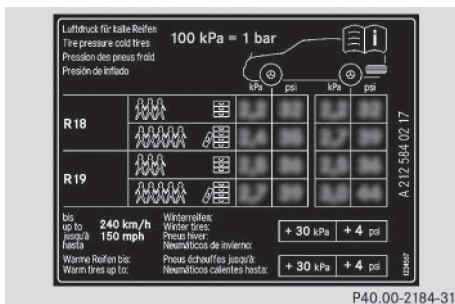 Luftdruck für kalte Reifen
Tire pressure cold tires
Pression des pneus froid
Presión de inflado
100 kPa = 1 bar
kPa psi kPa psi
R18
R19
bis
up to
jusqu'à
hasta
240 km/h
150 mph
Winterreifen:
Winter tires:
Pneus hiver:
Neumáticos de invierno:
+ 30 kPa + 4 psi
Warme Reifen bis:
Warm tires up to:
Pneus échauffes jusqu'à:
Neumáticos calientes hasta:
+ 30 kPa + 4 psi
A 212 584 02 17
1234567
P40.00-2184-31